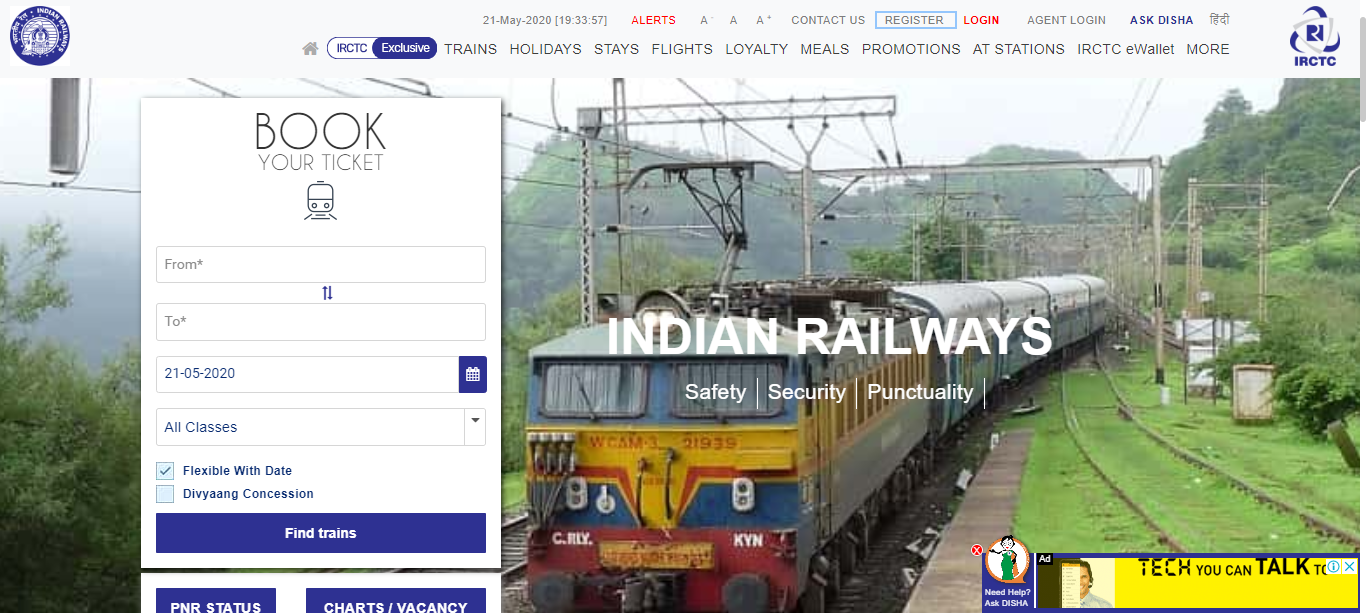 INDIAN RAILWAYS
21-May-2020 [19:33:57] ALERTS A- A A+ CONTACT US REGISTER LOGIN AGENT LOGIN ASK DISHA हिंदी
IRCTC Exclusive TRAINS HOLIDAYS STAYS FLIGHTS LOYALTY MEALS PROMOTIONS AT STATIONS IRCTC eWallet MORE
IRCTC
BOOK
YOUR TICKET
From*
To*
21-05-2020
All Classes
Flexible With Date
Divyaang Concession
Find trains
PNR STATUS CHARTS / VACANCY
INDIAN RAILWAYS
Safety Security Punctuality
WCAM-3 21939
C.RLY. KYN
Need Help?
Ask DISHA
Ad
TECH YOU CAN TALK TO